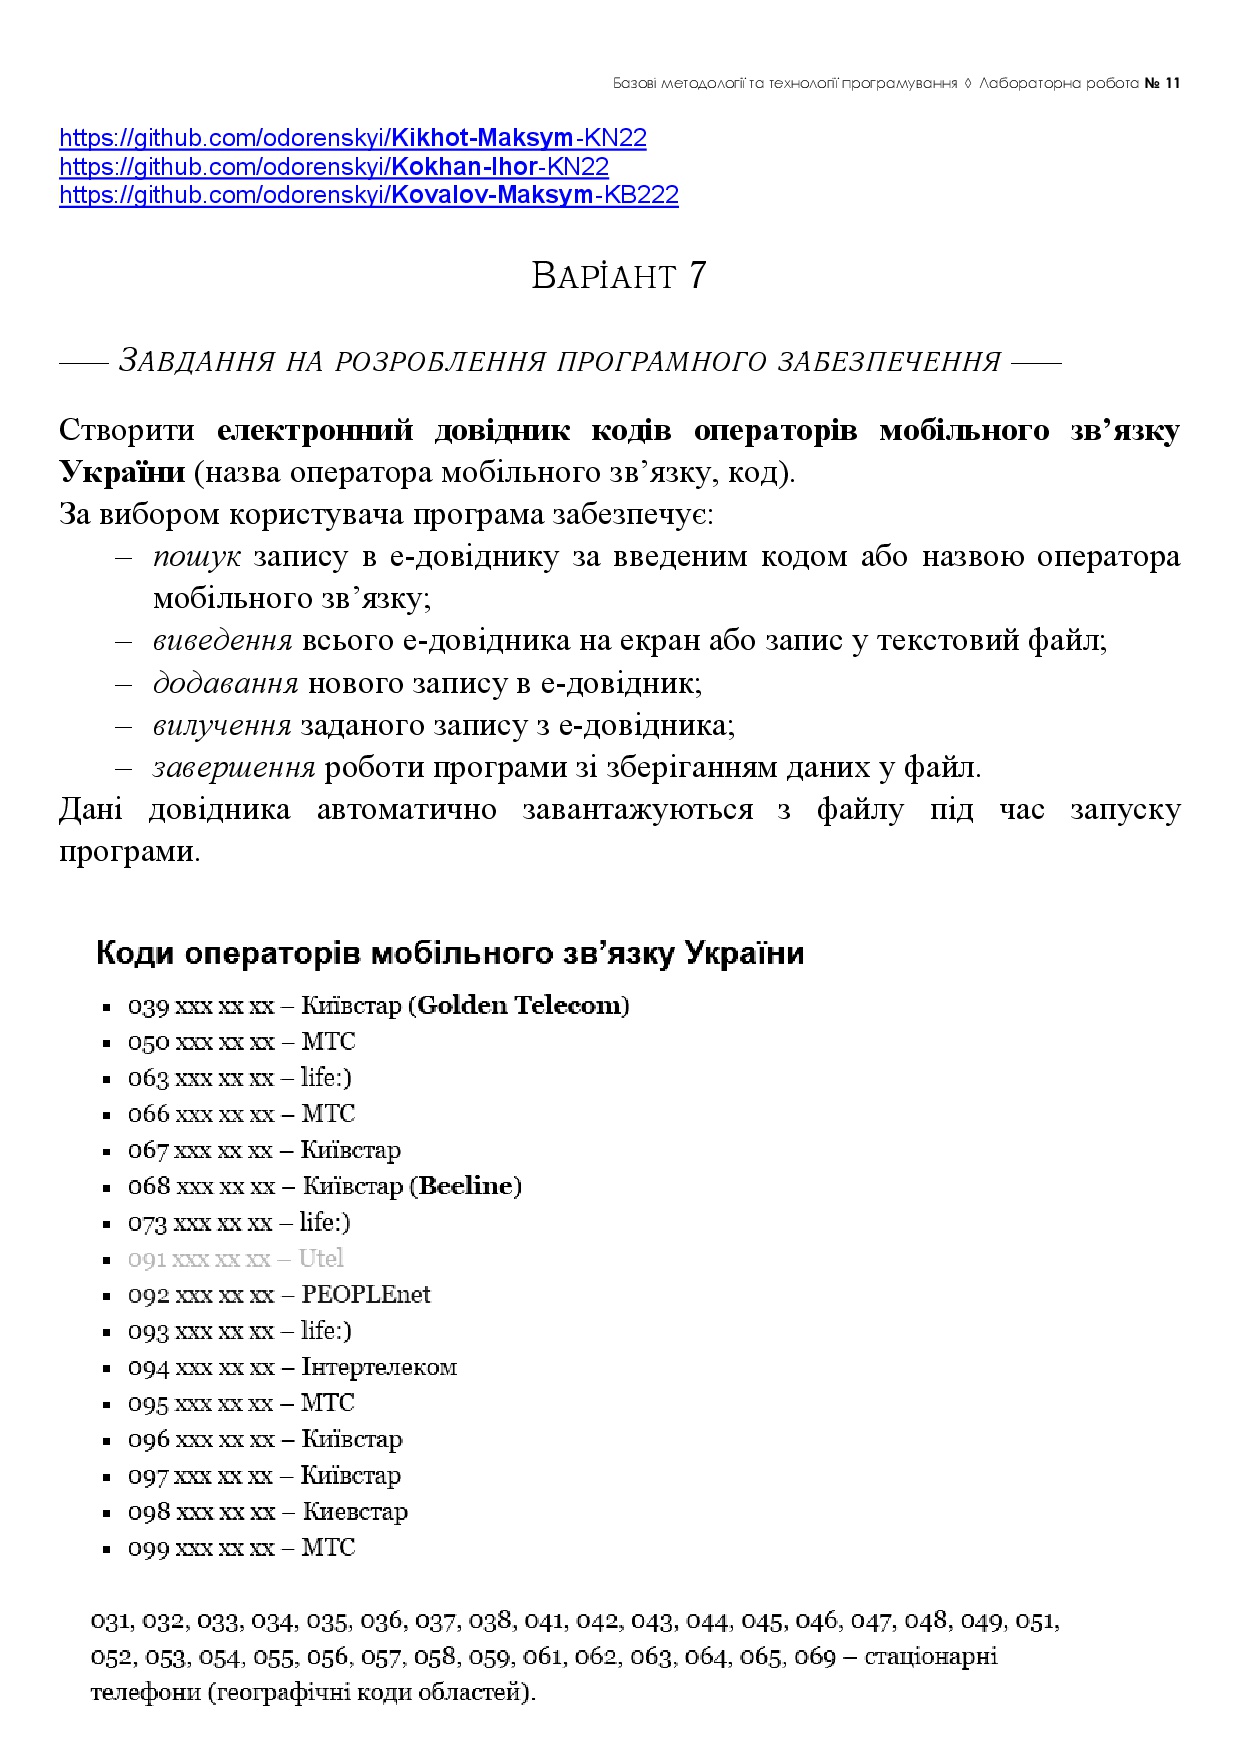 Базові методології та технології програмування ◊ Лабораторна робота № 11
https://github.com/odorenskyi/Kikhot-Maksym-KN22
https://github.com/odorenskyi/Kokhan-Ihor-KN22
https://github.com/odorenskyi/Kovalov-Maksym-KB222
ВАРІАНТ 7
—— ЗАВДАННЯ НА РОЗРОБЛЕННЯ ПРОГРАМНОГО ЗАБЕЗПЕЧЕННЯ ——
Створити електронний довідник кодів операторів мобільного зв’язку
України (назва оператора мобільного зв’язку, код).
За вибором користувача програма забезпечує:
– пошук запису в е-довіднику за введеним кодом або назвою оператора
мобільного зв’язку;
– виведення всього е-довідника на екран або запис у текстовий файл;
– додавання нового запису в е-довідник;
– вилучення заданого запису з е-довідника;
– завершення роботи програми зі зберіганням даних у файл.
Дані довідника автоматично завантажуються з файлу під час запуску
програми.
Коди операторів мобільного зв’язку України
▪ 039 xxx xx xx – Київстар (Golden Telecom)
▪ 050 xxx xx xx – МТС
▪ 063 xxx xx xx – life:)
▪ 066 xxx xx xx – МТС
▪ 067 xxx xx xx – Київстар
▪ 068 xxx xx xx – Київстар (Beeline)
▪ 073 xxx xx xx – life:)
▪ 091 xxx xx xx – Utel
▪ 092 xxx xx xx – PEOPLEnet
▪ 093 xxx xx xx – life:)
▪ 094 xxx xx xx – Інтертелеком
▪ 095 xxx xx xx – МТС
▪ 096 xxx xx xx – Київстар
▪ 097 xxx xx xx – Київстар
▪ 098 xxx xx xx – Киевстар
▪ 099 xxx xx xx – МТС
031, 032, 033, 034, 035, 036, 037, 038, 041, 042, 043, 044, 045, 046, 047, 048, 049, 051,
052, 053, 054, 055, 056, 057, 058, 059, 061, 062, 063, 064, 065, 069 – стаціонарні
телефони (географічні коди областей).